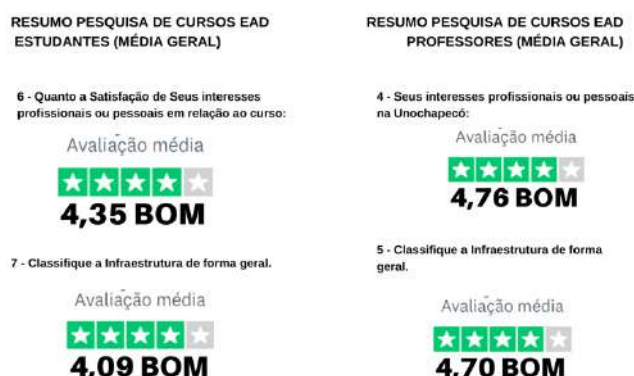 RESUMO PESQUISA DE CURSOS EAD
ESTUDANTES (MÉDIA GERAL)
6 - Quanto a Satisfação de Seus interesses
profissionais ou pessoais em relação ao curso:
Avaliação média
4,35 BOM
7 - Classifique a Infraestrutura de forma geral.
Avaliação média
4,09 BOM
RESUMO PESQUISA DE CURSOS EAD
PROFESSORES (MÉDIA GERAL)
4 - Seus interesses profissionais ou pessoais
na Unochapecó:
Avaliação média
4,76 BOM
5 - Classifique a Infraestrutura de forma
geral.
Avaliação média
4,70 BOM